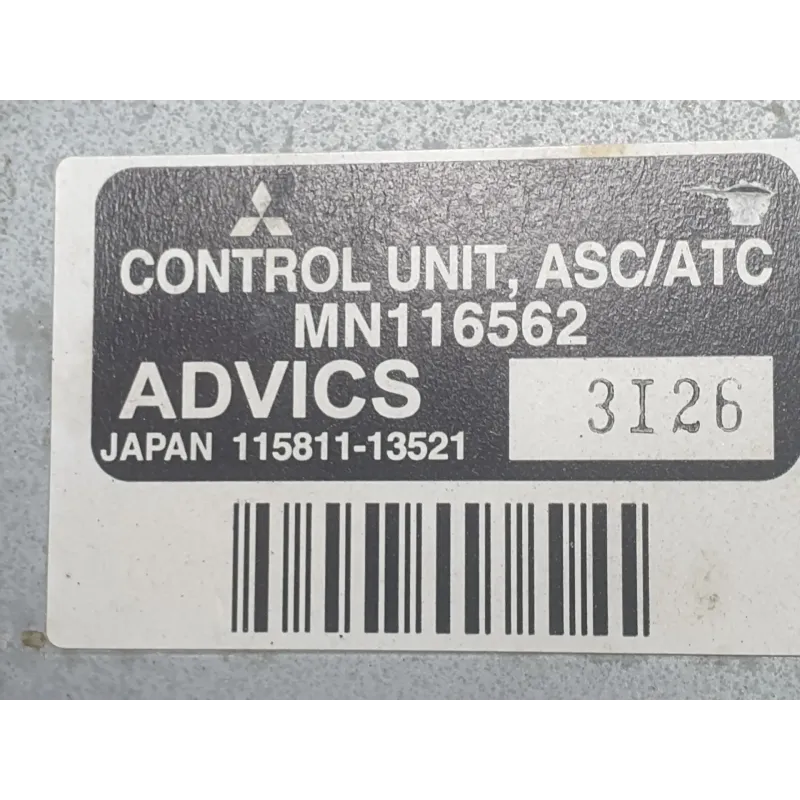 CONTROL UNIT, ASC/ATC
MN116562
ADVICS
3I26
JAPAN 115811-13521